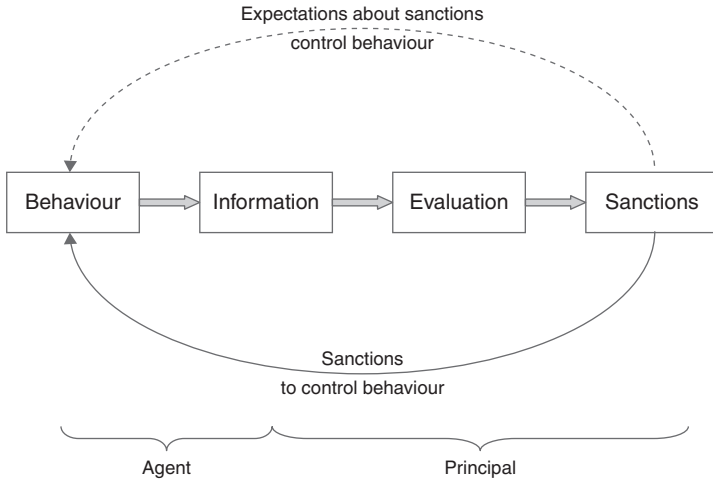 Expectations about sanctions
control behaviour
Behaviour
Information
Evaluation
Sanctions
Sanctions
to control behaviour
Agent
Principal